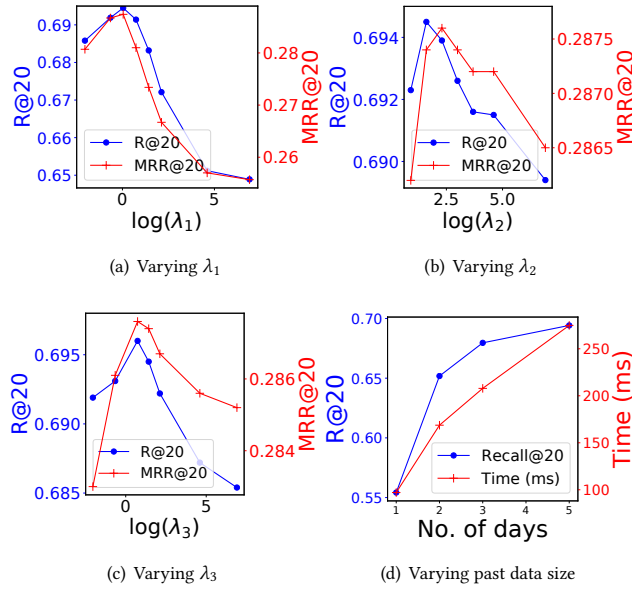 0.69
0.68
0.67
0.66
0.65
R@20
0.28
0.27
0.26
MRR@20
R@20
MRR@20
0
5
log(λ₁)
(a) Varying λ₁
0.694
0.692
0.690
R@20
0.2875
0.2870
0.2865
MRR@20
R@20
MRR@20
2.5
5.0
log(λ₂)
(b) Varying λ₂
0.695
0.690
0.685
R@20
0.286
0.284
MRR@20
R@20
MRR@20
0
5
log(λ₃)
(c) Varying λ₃
0.70
0.65
0.60
0.55
R@20
250
200
150
100
Time (ms)
Recall@20
Time (ms)
1
2
3
5
No. of days
(d) Varying past data size